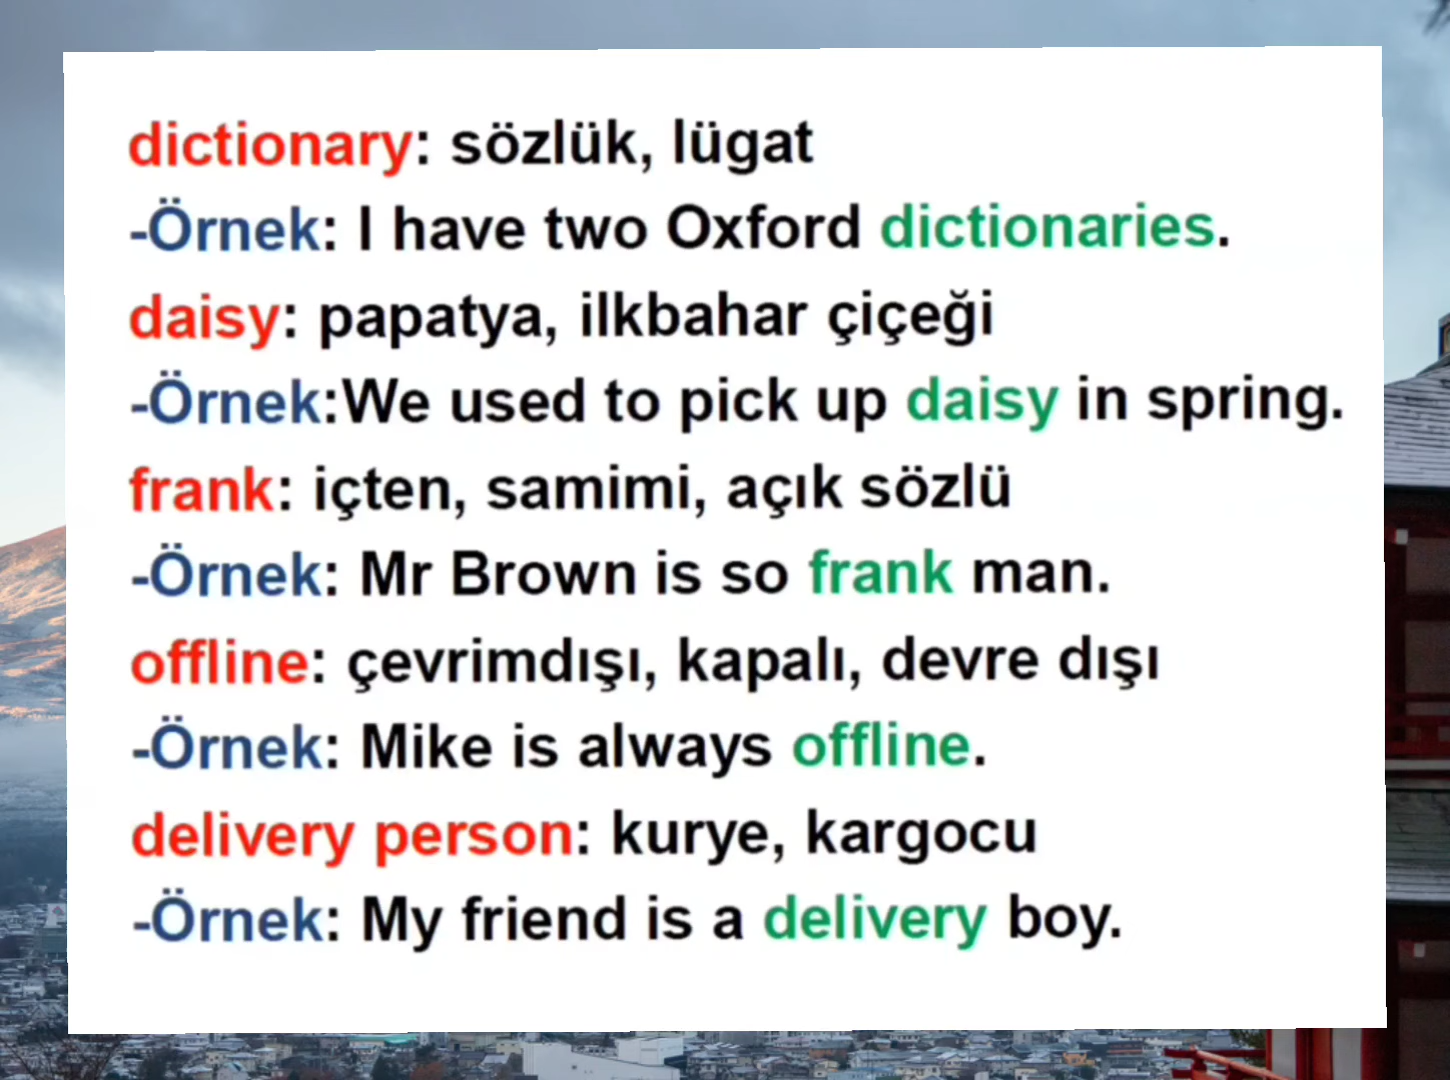 dictionary: sözlük, lügat
-Örnek: I have two Oxford dictionaries.
daisy: papatya, ilkbahar çiçeği
-Örnek:We used to pick up daisy in spring.
frank: içten, samimi, açık sözlü
-Örnek: Mr Brown is so frank man.
offline: çevrimdışı, kapalı, devre dışı
-Örnek: Mike is always offline.
delivery person: kurye, kargocu
-Örnek: My friend is a delivery boy.